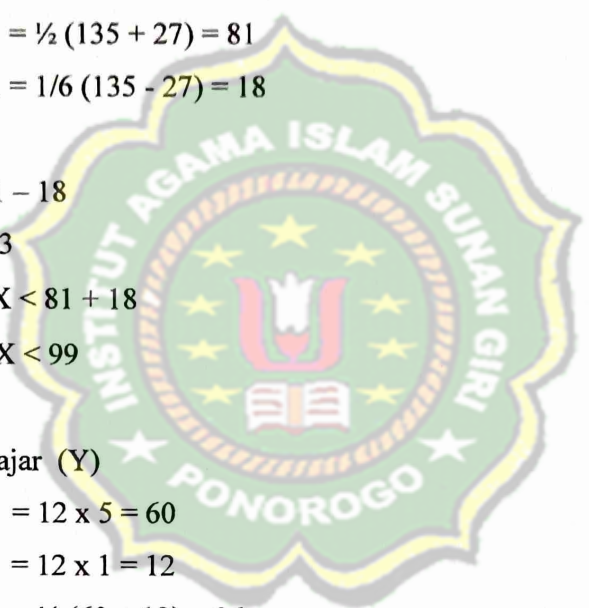 = ½ (135 + 27) = 81
= 1/6 (135 - 27) = 18
– 18
3
X < 81 + 18
X < 99
ajar (Y)
= 12 x 5 = 60
= 12 x 1 = 12
INSTITUT AGAMA ISLAM SUNAN GIRI
PONOROGO